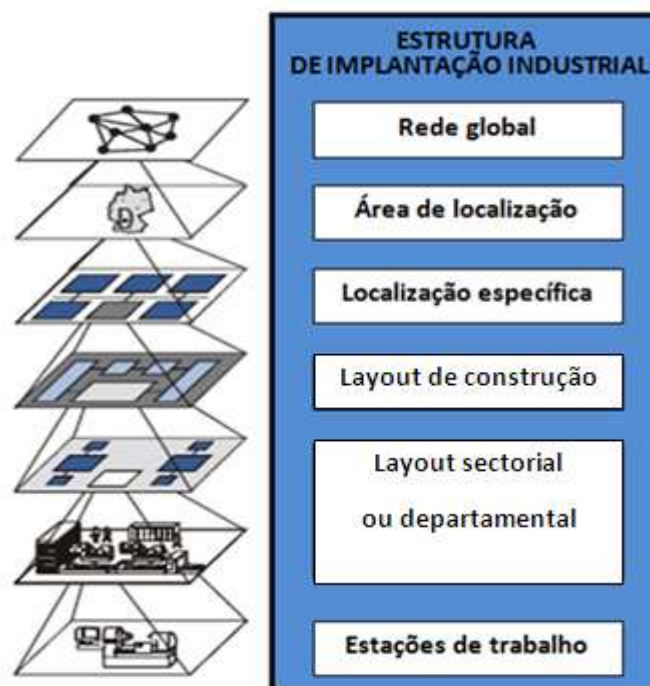 ESTRUTURA
DE IMPLANTAÇÃO INDUSTRIAL
Rede global
Área de localização
Localização específica
Layout de construção
Layout sectorial
ou departamental
Estações de trabalho